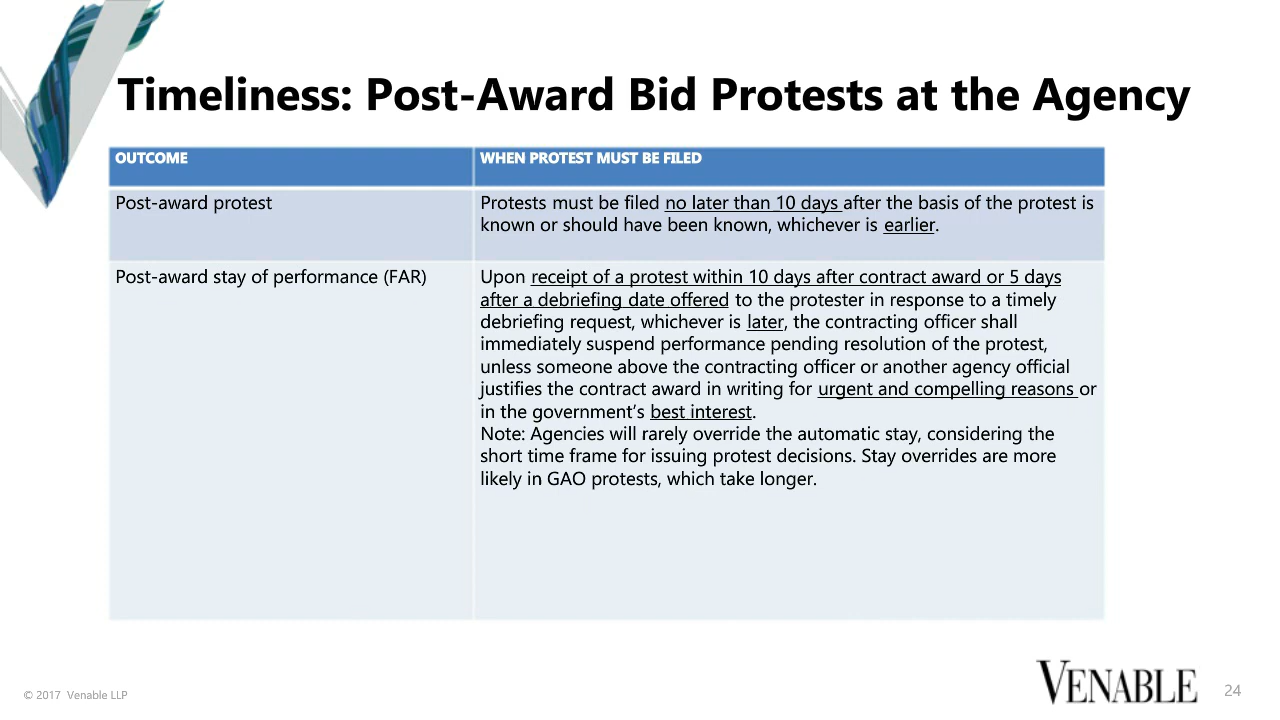 Timeliness: Post-Award Bid Protests at the Agency
OUTCOME
WHEN PROTEST MUST BE FILED
Post-award protest
Protests must be filed no later than 10 days after the basis of the protest is
known or should have been known, whichever is earlier.
Post-award stay of performance (FAR)
Upon receipt of a protest within 10 days after contract award or 5 days
after a debriefing date offered to the protester in response to a timely
debriefing request, whichever is later, the contracting officer shall
immediately suspend performance pending resolution of the protest,
unless someone above the contracting officer or another agency official
justifies the contract award in writing for urgent and compelling reasons or
in the government’s best interest.
Note: Agencies will rarely override the automatic stay, considering the
short time frame for issuing protest decisions. Stay overrides are more
likely in GAO protests, which take longer.
© 2017 Venable LLP
VENABLE
24